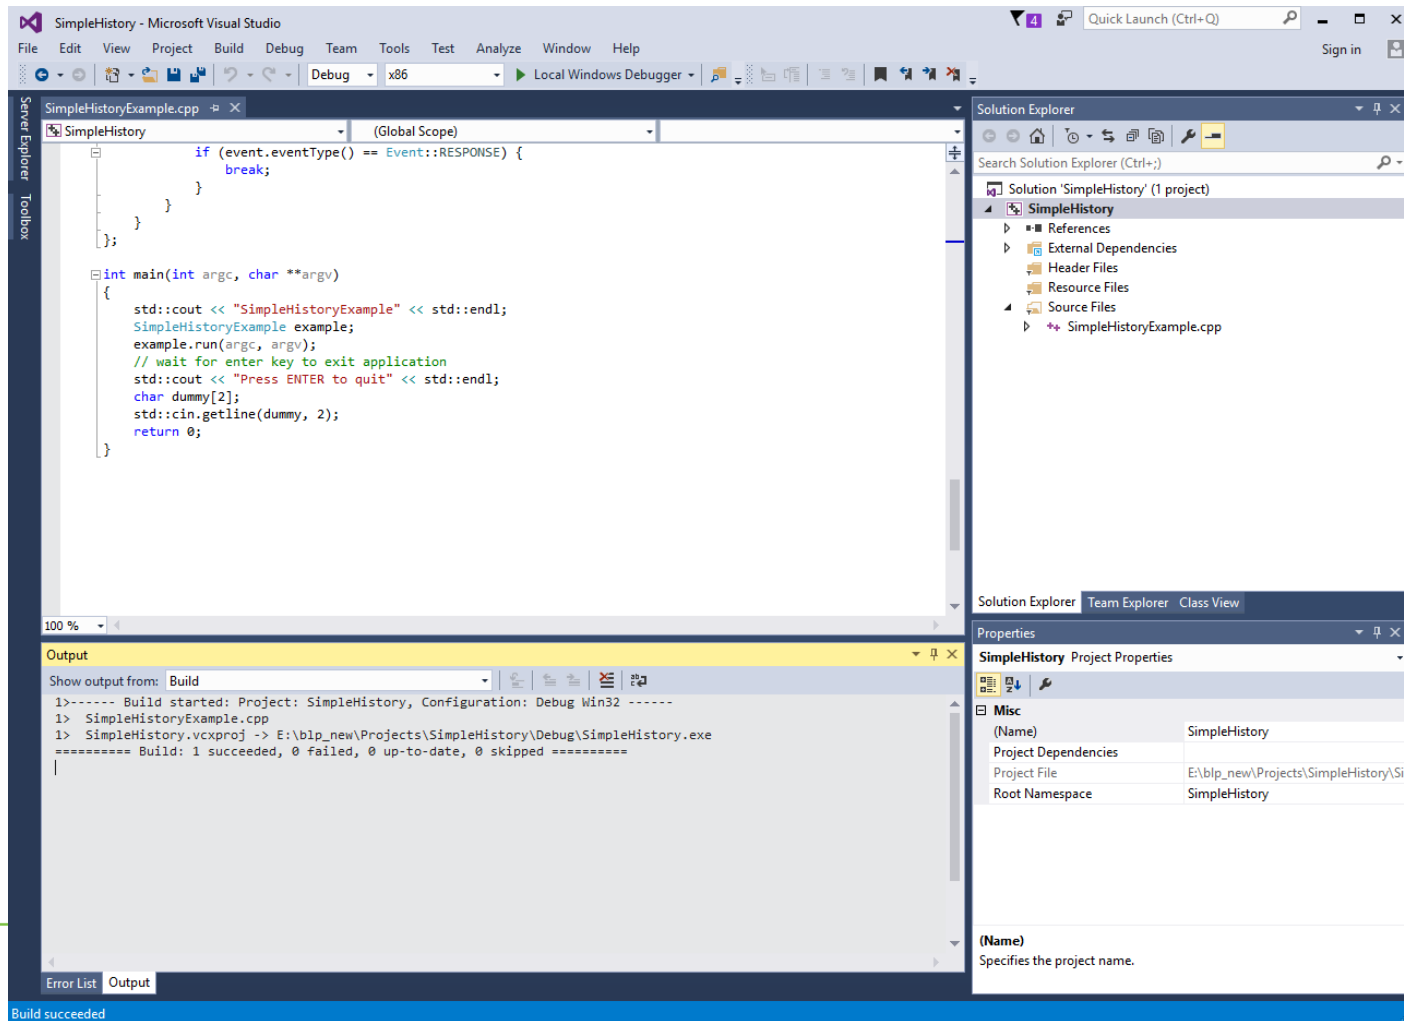 SimpleHistory - Microsoft Visual Studio
4
Quick Launch (Ctrl+Q)
File Edit View Project Build Debug Team Tools Test Analyze Window Help
Sign in
Debug x86 Local Windows Debugger
Server Explorer
Toolbox
SimpleHistoryExample.cpp
SimpleHistory (Global Scope)
if (event.eventType() == Event::RESPONSE) {
break;
}
}
}
};
int main(int argc, char **argv)
{
std::cout << "SimpleHistoryExample" << std::endl;
SimpleHistoryExample example;
example.run(argc, argv);
// wait for enter key to exit application
std::cout << "Press ENTER to quit" << std::endl;
char dummy[2];
std::cin.getline(dummy, 2);
return 0;
}
100 %
Output
Show output from: Build
1>------ Build started: Project: SimpleHistory, Configuration: Debug Win32 ------
1>  SimpleHistoryExample.cpp
1>  SimpleHistory.vcxproj -> E:\blp_new\Projects\SimpleHistory\Debug\SimpleHistory.exe
========== Build: 1 succeeded, 0 failed, 0 up-to-date, 0 skipped ==========
Error List Output
Build succeeded
Solution Explorer
Search Solution Explorer (Ctrl+;)
Solution 'SimpleHistory' (1 project)
SimpleHistory
References
External Dependencies
Header Files
Resource Files
Source Files
SimpleHistoryExample.cpp
Solution Explorer Team Explorer Class View
Properties
SimpleHistory Project Properties
Misc
(Name) SimpleHistory
Project Dependencies
Project File E:\blp_new\Projects\SimpleHistory\Si
Root Namespace SimpleHistory
(Name)
Specifies the project name.